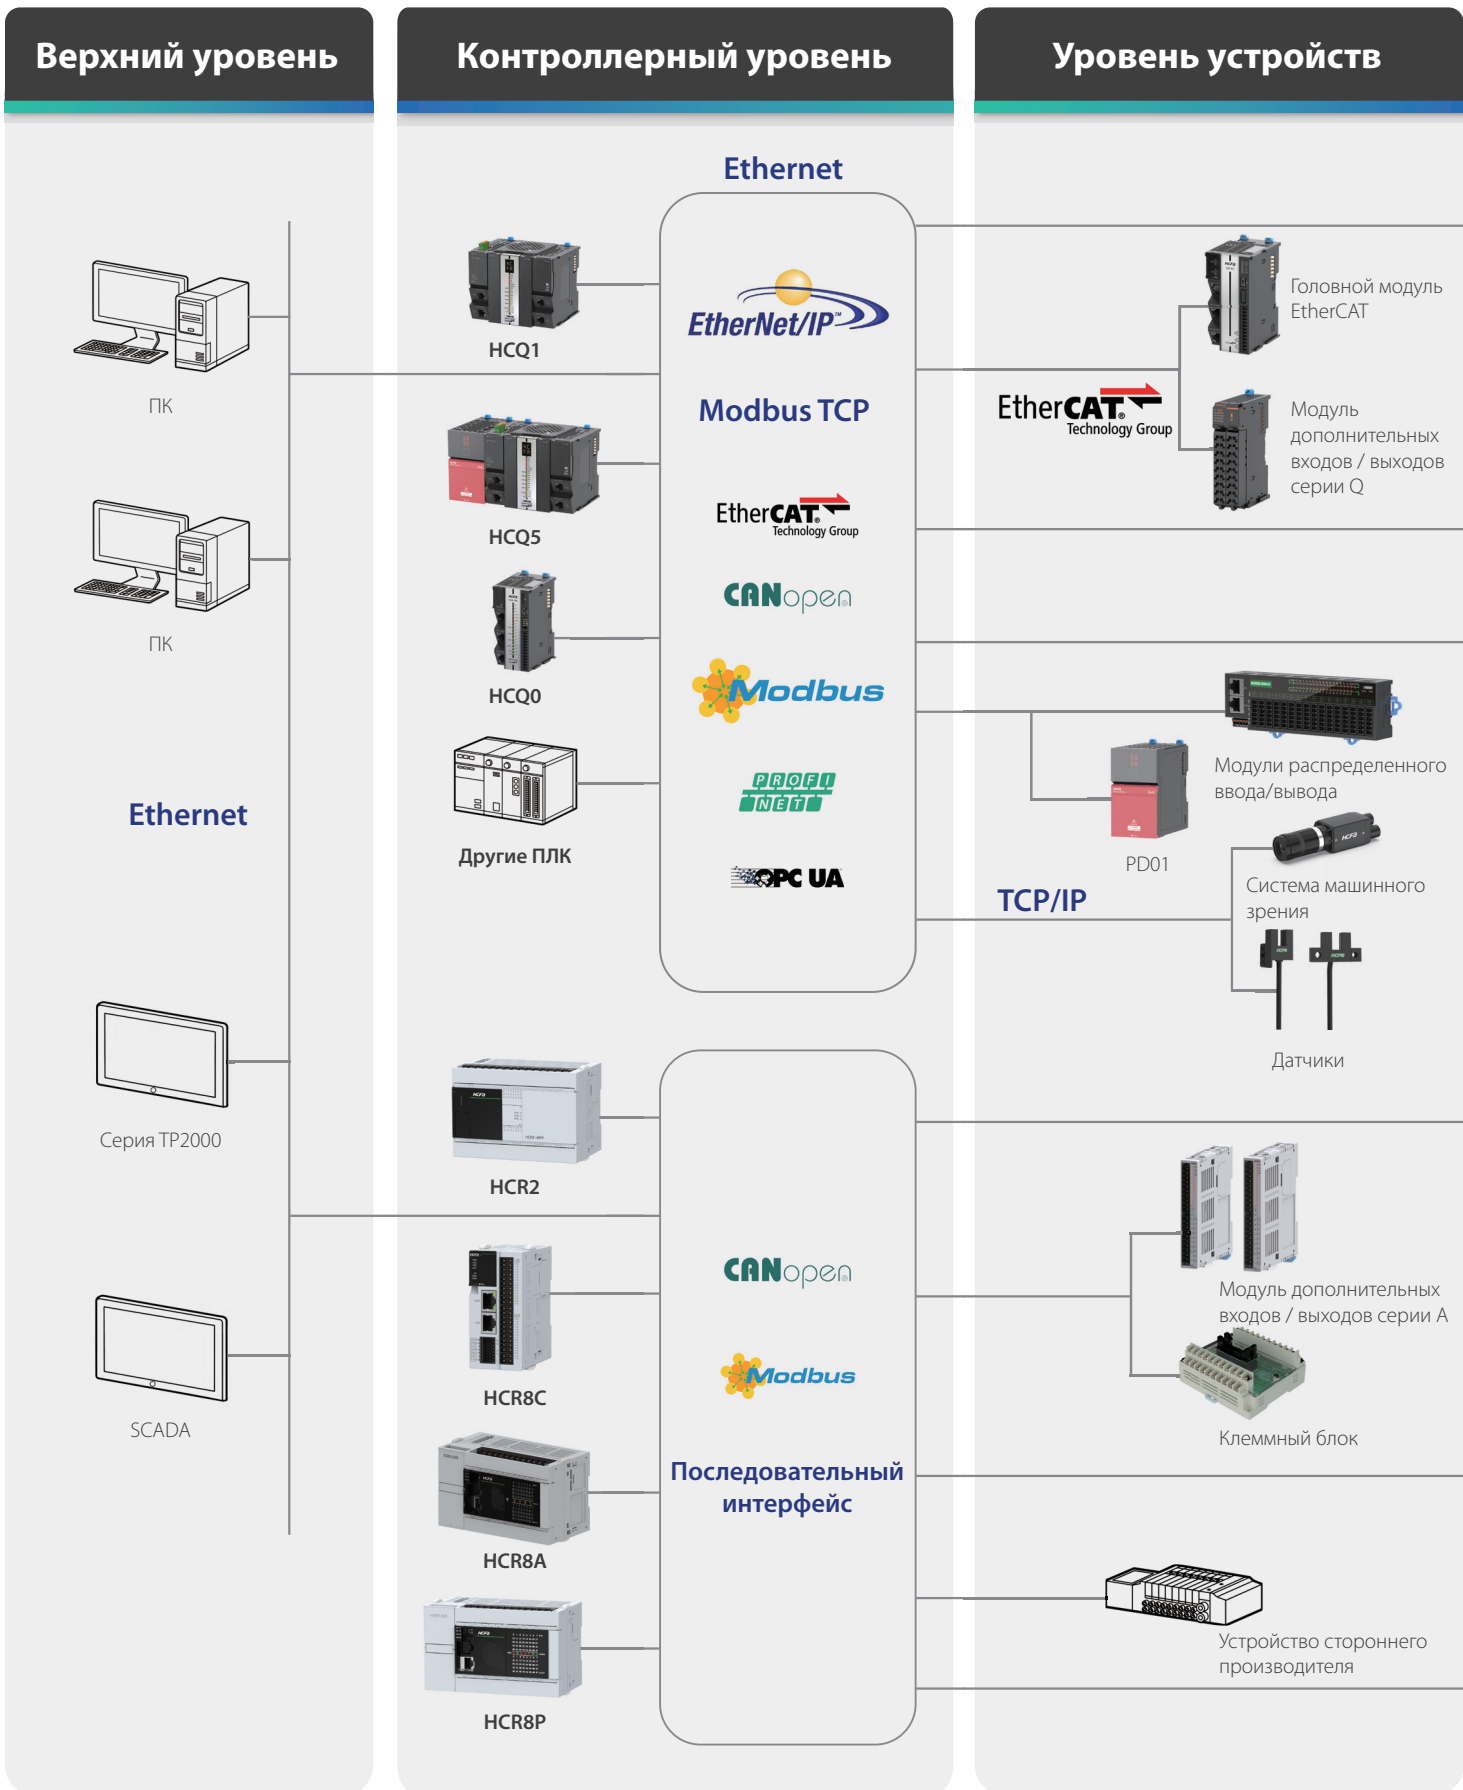 Верхний уровень
Контроллерный уровень
Уровень устройств
ПК
ПК
Ethernet
Серия TP2000
SCADA
HCQ1
HCQ5
HCQ0
Другие ПЛК
HCR2
HCR8C
HCR8A
HCR8P
Ethernet
EtherNet/IP™
Modbus TCP
EtherCAT®
Technology Group
CANopen
Modbus
PROFI
NET
OPC UA
CANopen
Modbus
Последовательный
интерфейс
Головной модуль
EtherCAT
EtherCAT®
Technology Group
Модуль
дополнительных
входов / выходов
серии Q
Модули распределенного
ввода/вывода
PD01
HCFA
Система машинного
зрения
TCP/IP
Датчики
Модуль дополнительных
входов / выходов серии A
Клеммный блок
Устройство стороннего
производителя